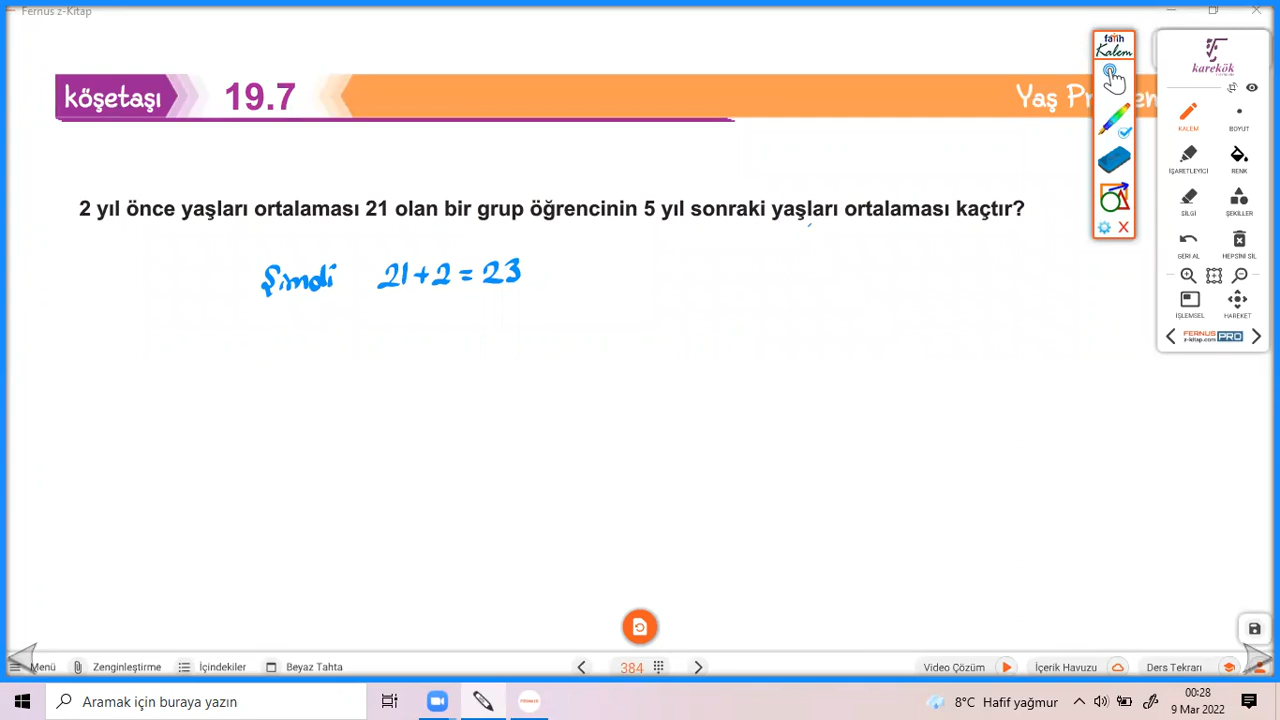 Fernus z-Kitap
köşetaşı
19.7
Yaş Pr
2 yıl önce yaşları ortalaması 21 olan bir grup öğrencinin 5 yıl sonraki yaşları ortalaması kaçtır?
Şimdi 21+2=23
fatih
Kalem
karekök
KALEM
BOYUT
İŞARETLEYİCİ
RENK
SİLGİ
ŞEKİLLER
GERİ AL
HEPSİNİ SİL
İŞLEMSEL
HAREKET
FERNUS
z-kitap.com
PRO
Menü
Zenginleştirme
İçindekiler
Beyaz Tahta
384
Video Çözüm
İçerik Havuzu
Ders Tekrarı
Aramak için buraya yazın
8°C Hafif yağmur
00:28
9 Mar 2022